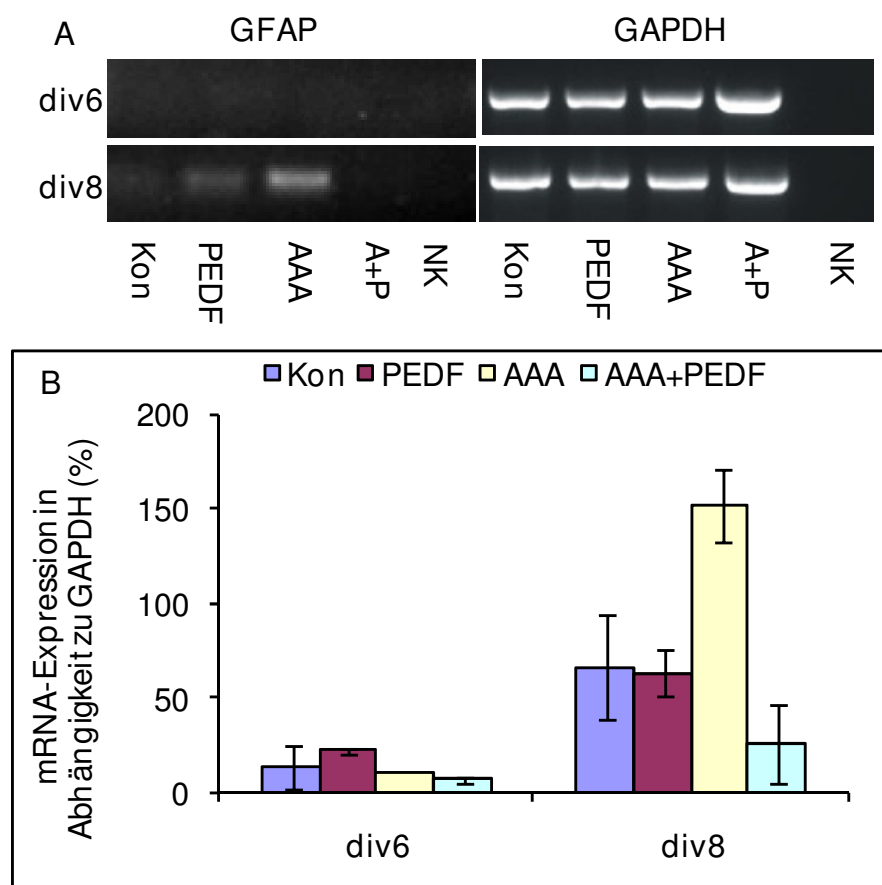 A
GFAP GAPDH
div6
div8
Kon PEDF AAA A+P NK Kon PEDF AAA A+P NK
B
Kon PEDF AAA AAA+PEDF
mRNA-Expression in
Abhängigkeit zu GAPDH (%)
200
150
100
50
0
div6 div8